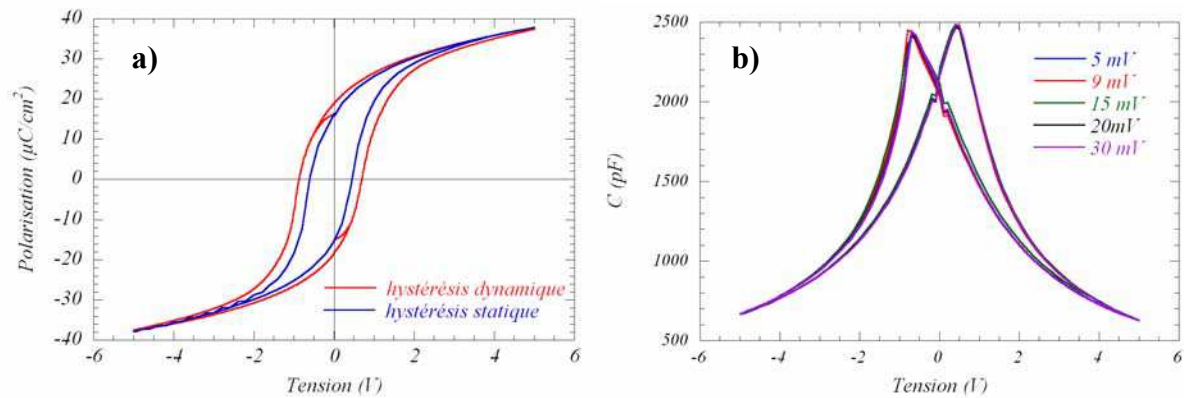 a)
Polarisation (µC/cm²)
40
30
20
10
0
-10
-20
-30
-40
-6
-4
-2
0
2
4
6
Tension (V)
hystérésis dynamique
hystérésis statique
b)
C (pF)
2500
2000
1500
1000
500
-6
-4
-2
0
2
4
6
Tension (V)
5 mV
9 mV
15 mV
20mV
30 mV